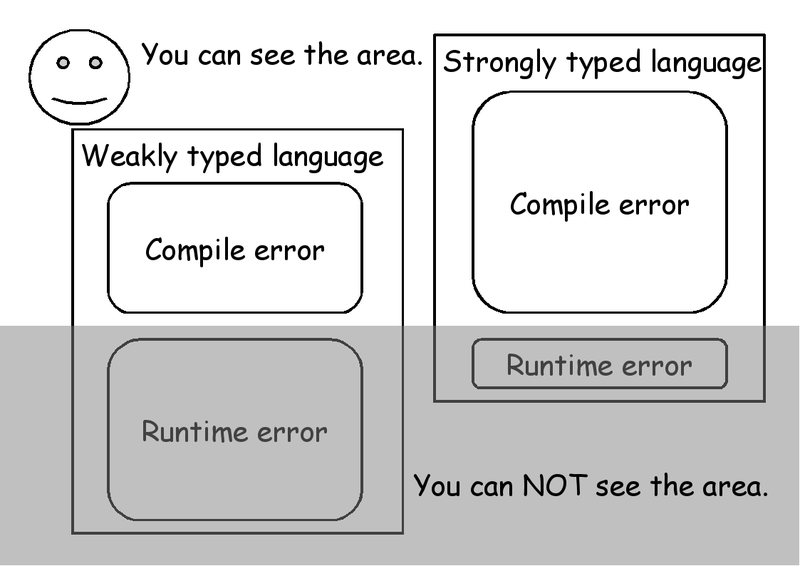 You can see the area.
Strongly typed language
Compile error
Runtime error
Weakly typed language
Compile error
Runtime error
You can NOT see the area.